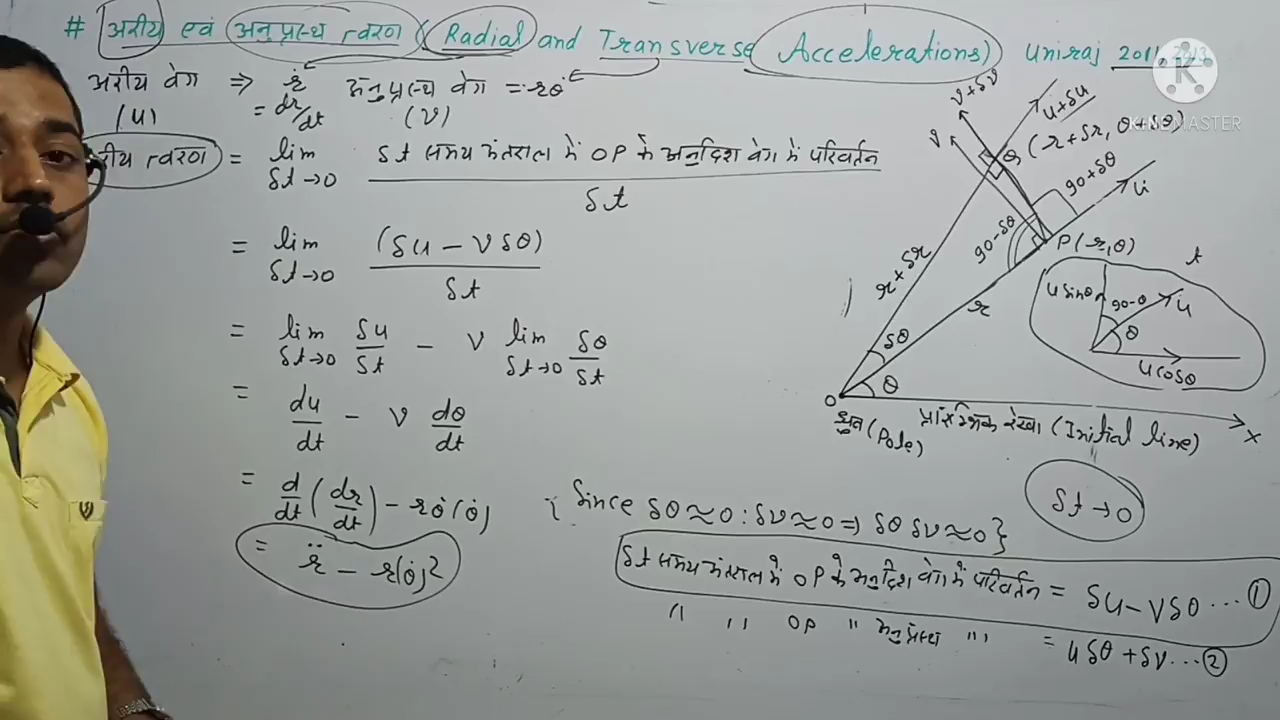 # अरीय एवं अनुप्रस्थ त्वरण (Radial and Transverse Accelerations) Uniraj 2011, 2013
अरीय वेग ⇒ ṙ अनुप्रस्थ वेग = rθ̇
(u) = dr/dt (v)
रीय त्वरण = lim δt→0 δt समय अंतराल में OP के अनुदिश वेग में परिवर्तन / δt
= lim δt→0 (δu – vδθ) / δt
= lim δt→0 δu/δt – v lim δt→0 δθ/δt
= du/dt – v dθ/dt
= d/dt (dr/dt) – rθ̇(θ̇) { Since δθ≈0 : δv≈0 ⇒ δθ δv≈0}
= r̈ – r(θ̇)²
δt समय अंतराल में OP के अनुदिश वेग में परिवर्तन = δu – vδθ ... ①
" " OP " अनुप्रस्थ " " = uδθ + δv ... ②
v+δv
u+δu
v
Q (r+δr, θ+δθ)
90+δθ
u
90-δθ
P(r,θ)
t
r+δr
r
u sinθ
90-θ
u
θ
u cosθ
δθ
θ
O
ध्रुव (Pole)
प्रारम्भिक रेखा (Initial line)
x
δt→0
KINEMASTER